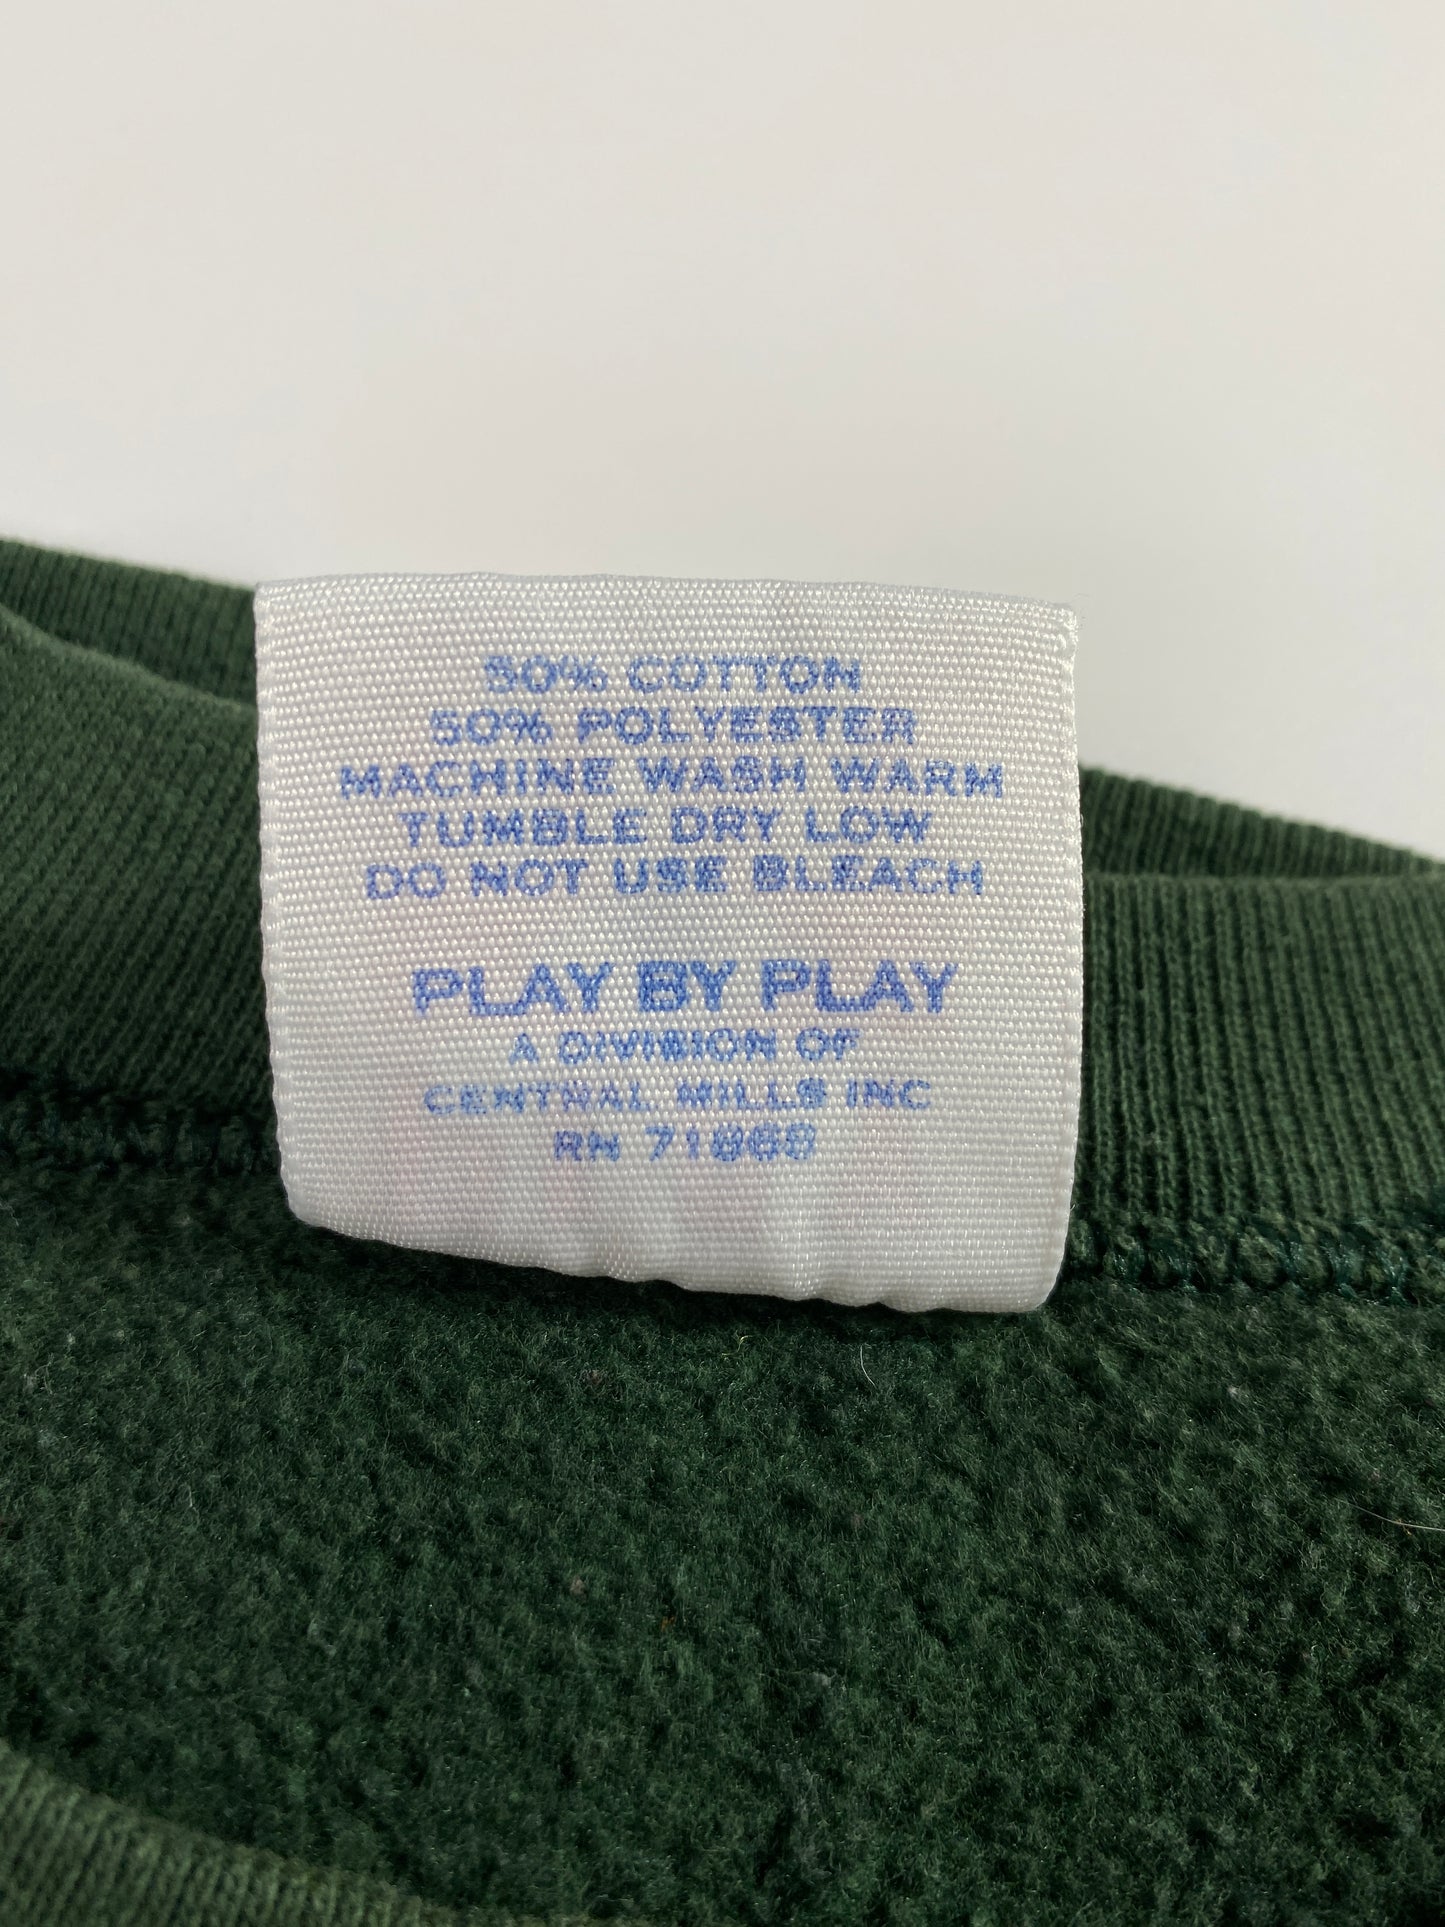 50% COTTON
50% POLYESTER
MACHINE WASH WARM
TUMBLE DRY LOW
DO NOT USE BLEACH
PLAY BY PLAY
A DIVISION OF
CENTRAL MILLS INC
RN